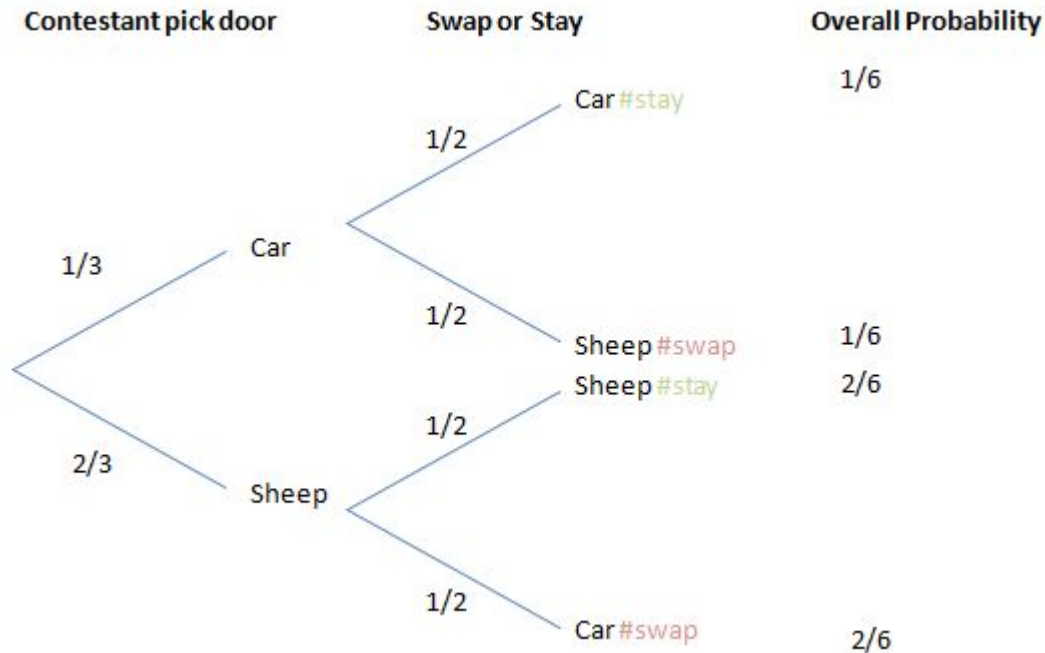 Contestant pick door Swap or Stay Overall Probability
1/6
Car #stay
1/2
Car
1/3
1/2
Sheep #swap 1/6
Sheep #stay 2/6
1/2
2/3
Sheep
1/2
Car #swap 2/6